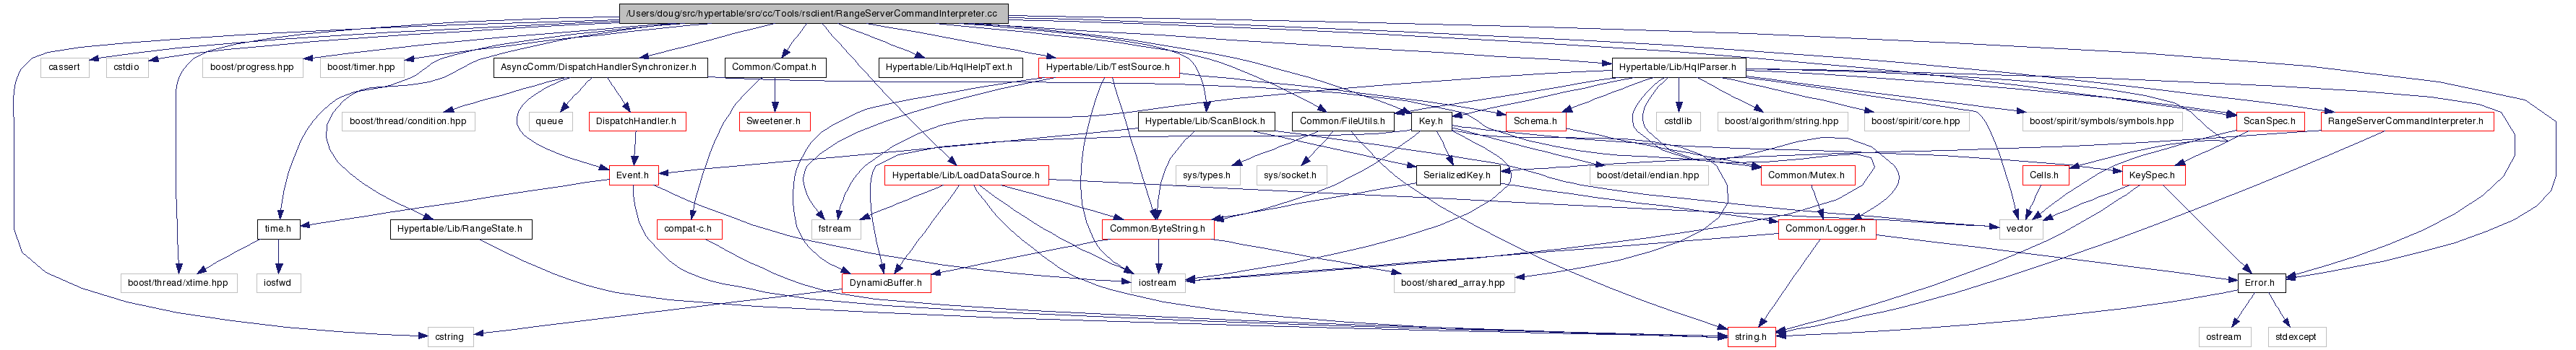 /Users/doug/src/hypertable/src/cc/Tools/rsclient/RangeServerCommandInterpreter.cc
cassert
cstdio
boost/progress.hpp
boost/timer.hpp
AsyncComm/DispatchHandlerSynchronizer.h
Common/Compat.h
Hypertable/Lib/HqlHelpText.h
Hypertable/Lib/TestSource.h
Hypertable/Lib/HqlParser.h
boost/thread/condition.hpp
queue
DispatchHandler.h
Sweetener.h
Hypertable/Lib/ScanBlock.h
Common/FileUtils.h
Key.h
Schema.h
cstdlib
boost/algorithm/string.hpp
boost/spirit/core.hpp
boost/spirit/symbols/symbols.hpp
ScanSpec.h
RangeServerCommandInterpreter.h
Event.h
Hypertable/Lib/LoadDataSource.h
sys/types.h
sys/socket.h
SerializedKey.h
boost/detail/endian.hpp
Common/Mutex.h
Cells.h
KeySpec.h
time.h
Hypertable/Lib/RangeState.h
compat-c.h
fstream
Common/ByteString.h
Common/Logger.h
vector
boost/thread/xtime.hpp
iosfwd
DynamicBuffer.h
iostream
boost/shared_array.hpp
Error.h
cstring
string.h
ostream
stdexcept